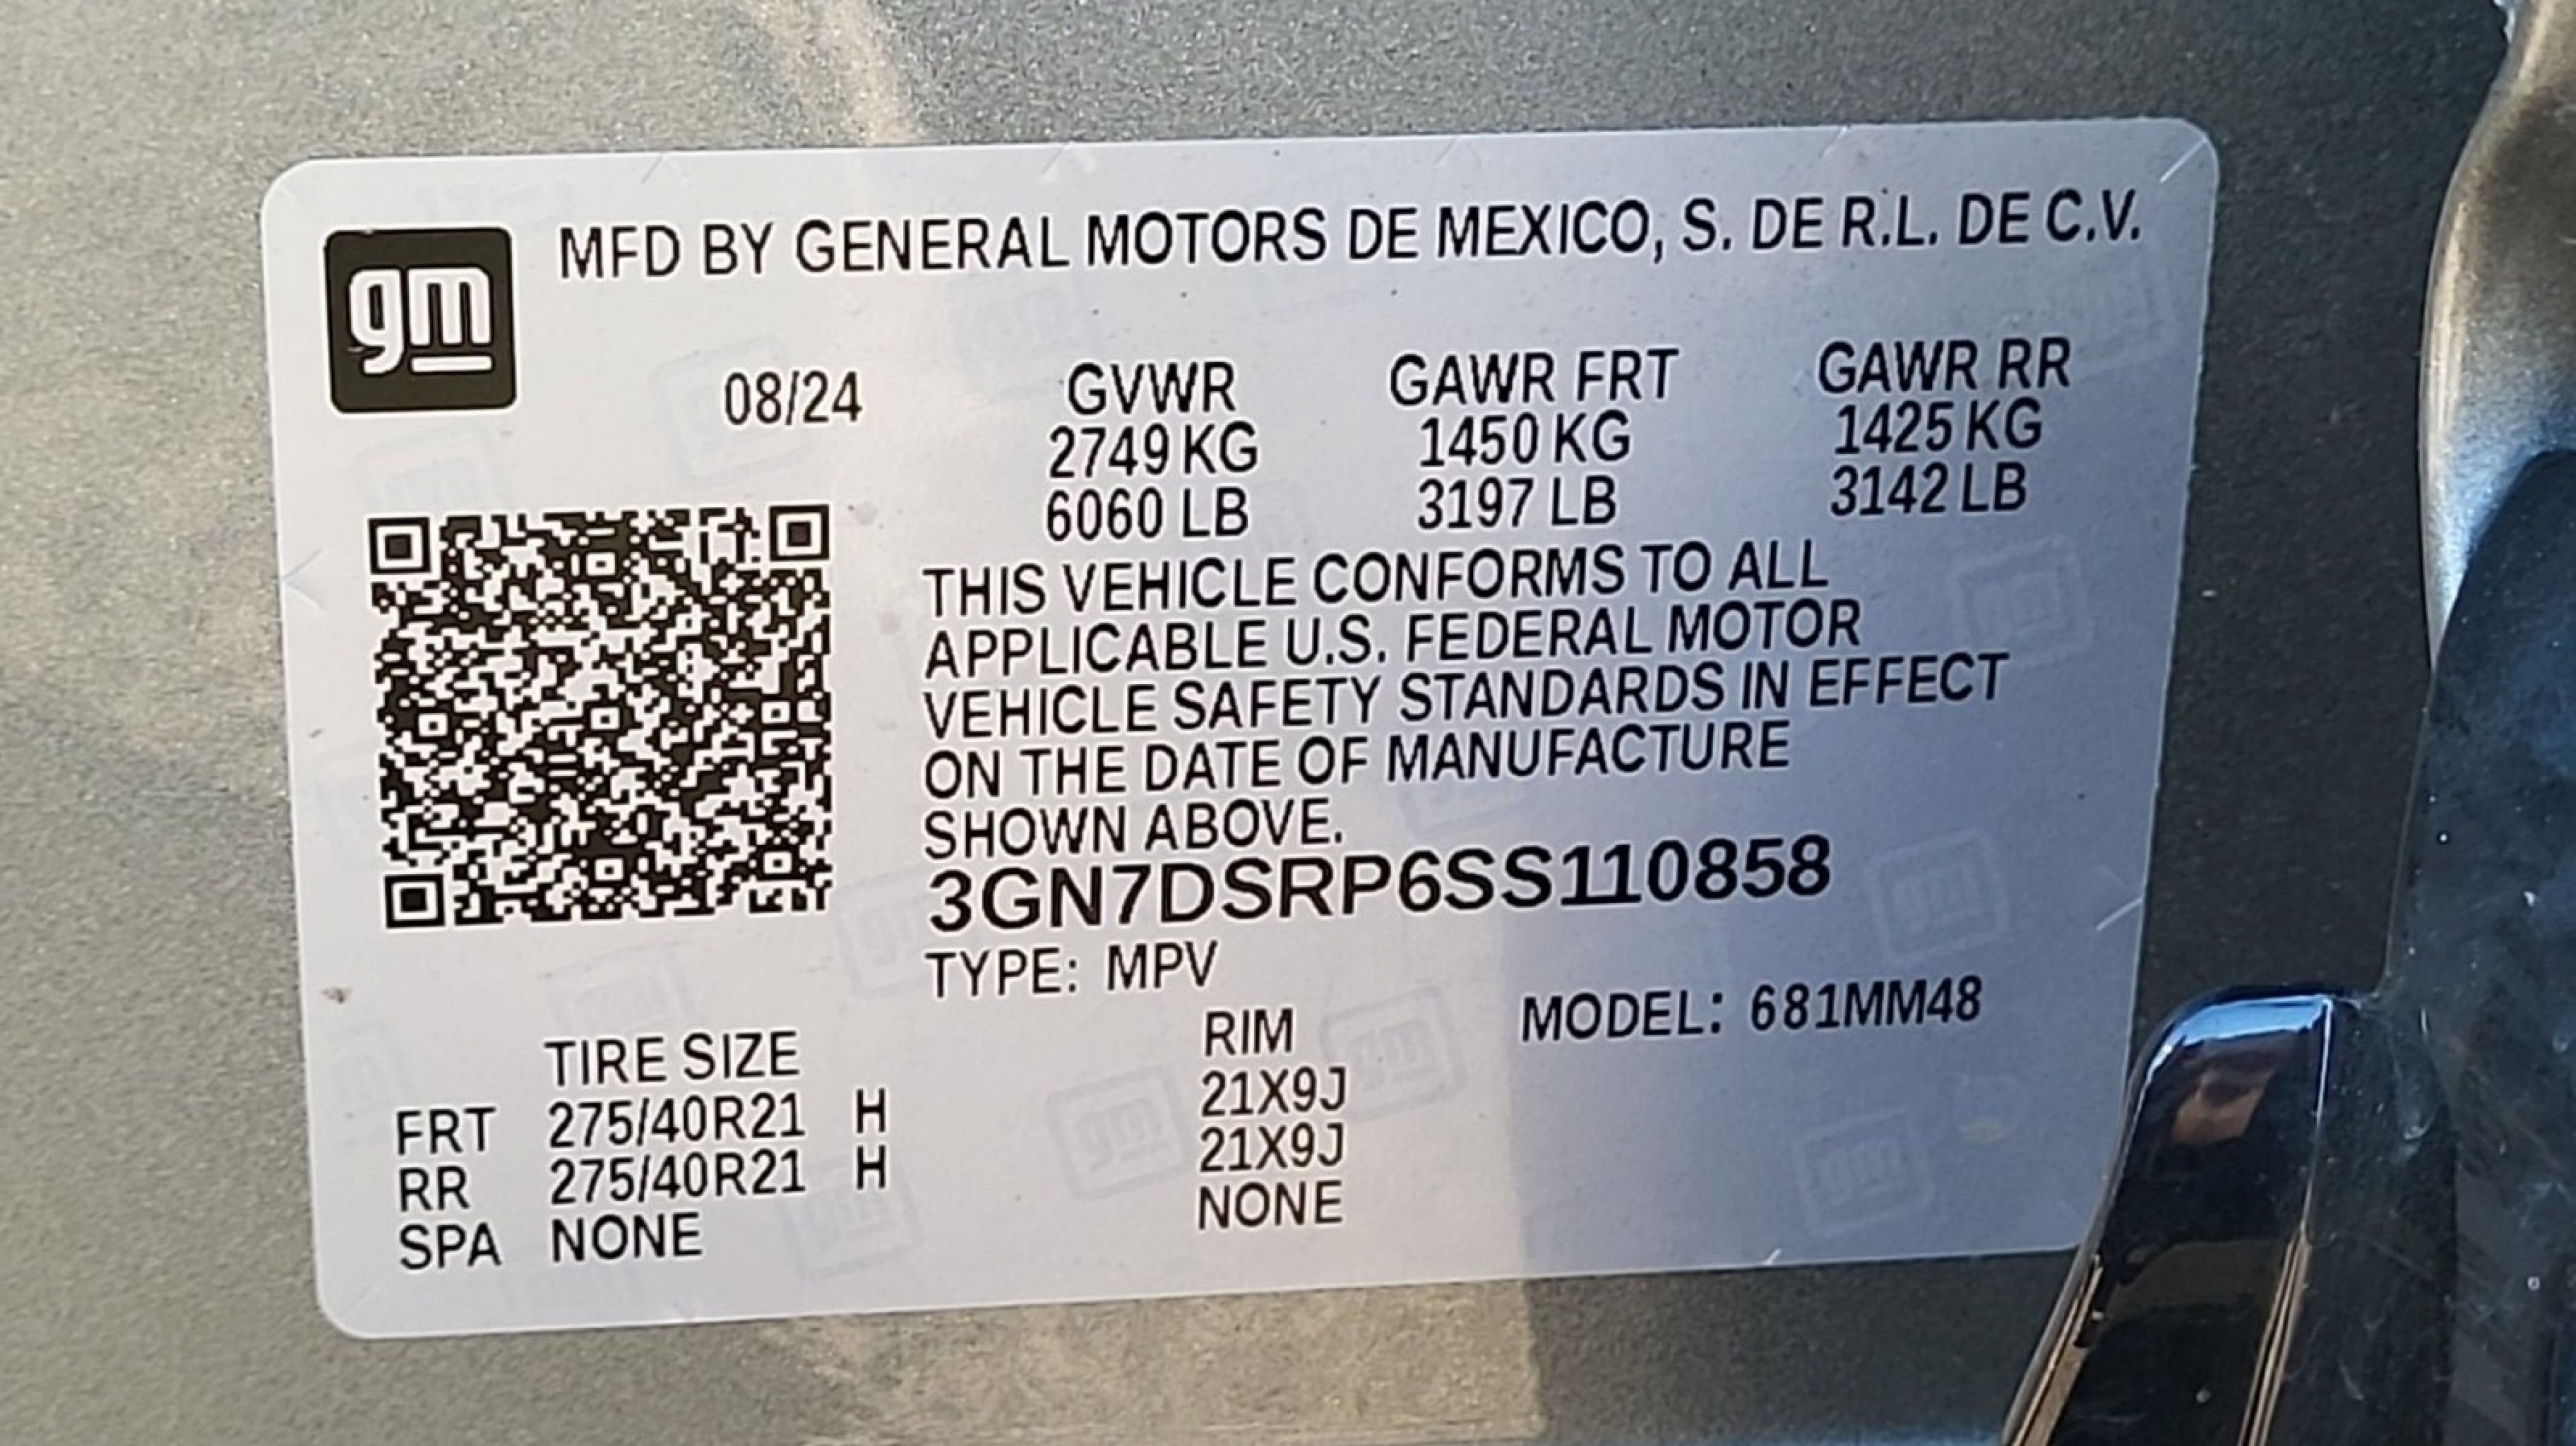 gm
MFD BY GENERAL MOTORS DE MEXICO, S. DE R.L. DE C.V.
08/24 GVWR GAWR FRT GAWR RR
2749 KG 1450 KG 1425 KG
6060 LB 3197 LB 3142 LB
THIS VEHICLE CONFORMS TO ALL
APPLICABLE U.S. FEDERAL MOTOR
VEHICLE SAFETY STANDARDS IN EFFECT
ON THE DATE OF MANUFACTURE
SHOWN ABOVE.
3GN7DSRP6SS110858
TYPE: MPV
MODEL: 681MM48
TIRE SIZE RIM
FRT 275/40R21 H 21X9J
RR 275/40R21 H 21X9J
SPA NONE NONE